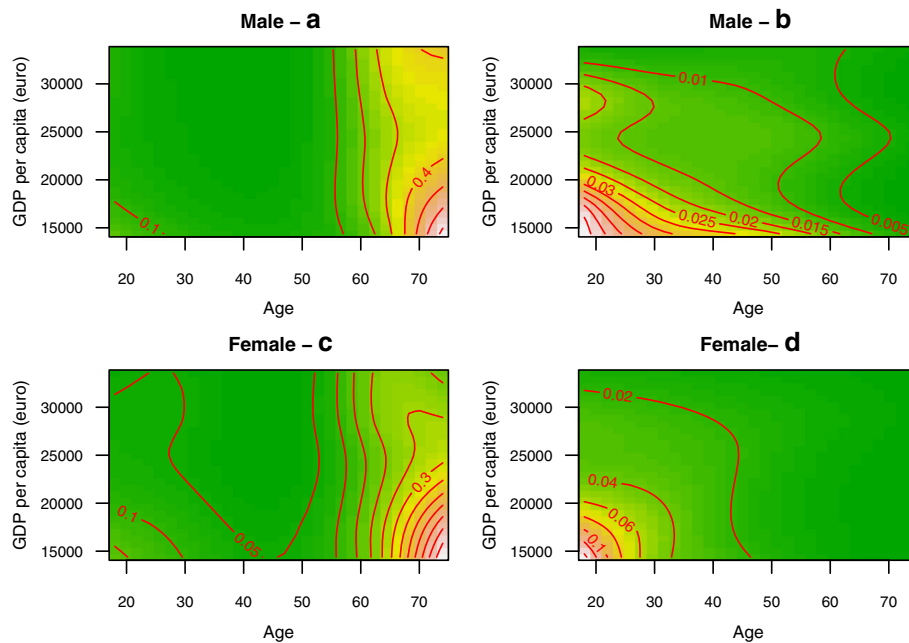 Male – a
GDP per capita (euro)
30000
25000
20000
15000
0.4
0.1
20 30 40 50 60 70
Age
Male – b
GDP per capita (euro)
30000
25000
20000
15000
0.01
0.03
0.025
0.02
0.015
0.005
20 30 40 50 60 70
Age
Female – c
GDP per capita (euro)
30000
25000
20000
15000
0.3
0.1
0.05
20 30 40 50 60 70
Age
Female– d
GDP per capita (euro)
30000
25000
20000
15000
0.02
0.04
0.06
0.1
20 30 40 50 60 70
Age